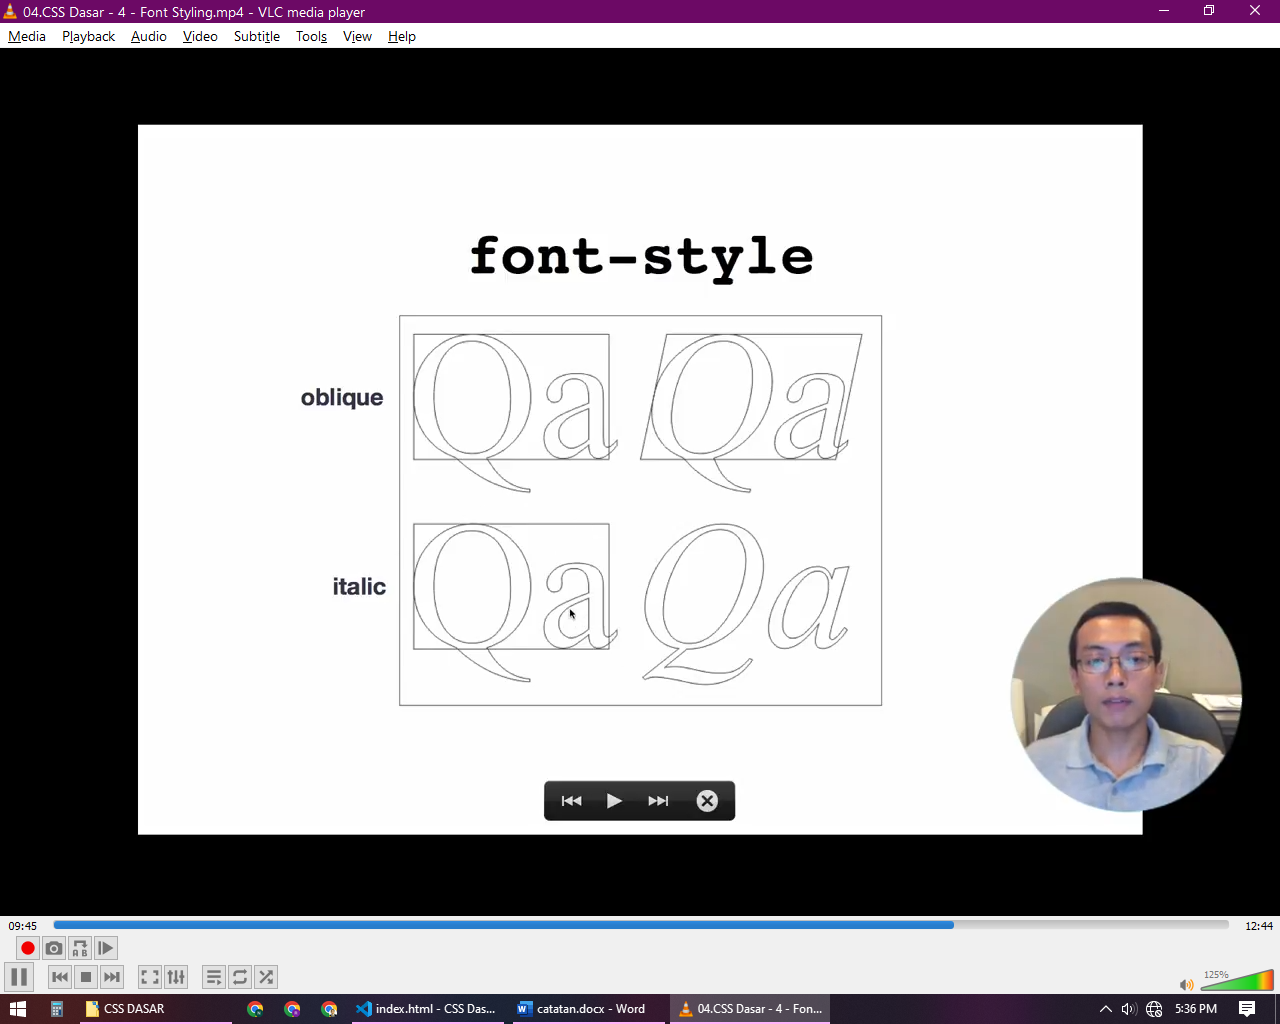 04.CSS Dasar - 4 - Font Styling.mp4 - VLC media player
Media Playback Audio Video Subtitle Tools View Help
font-style
oblique
Qa Qa
italic
Qa Qa
09:45
12:44
A B
125%
CSS DASAR
index.html - CSS Das...
catatan.docx - Word
04.CSS Dasar - 4 - Fon...
5:36 PM